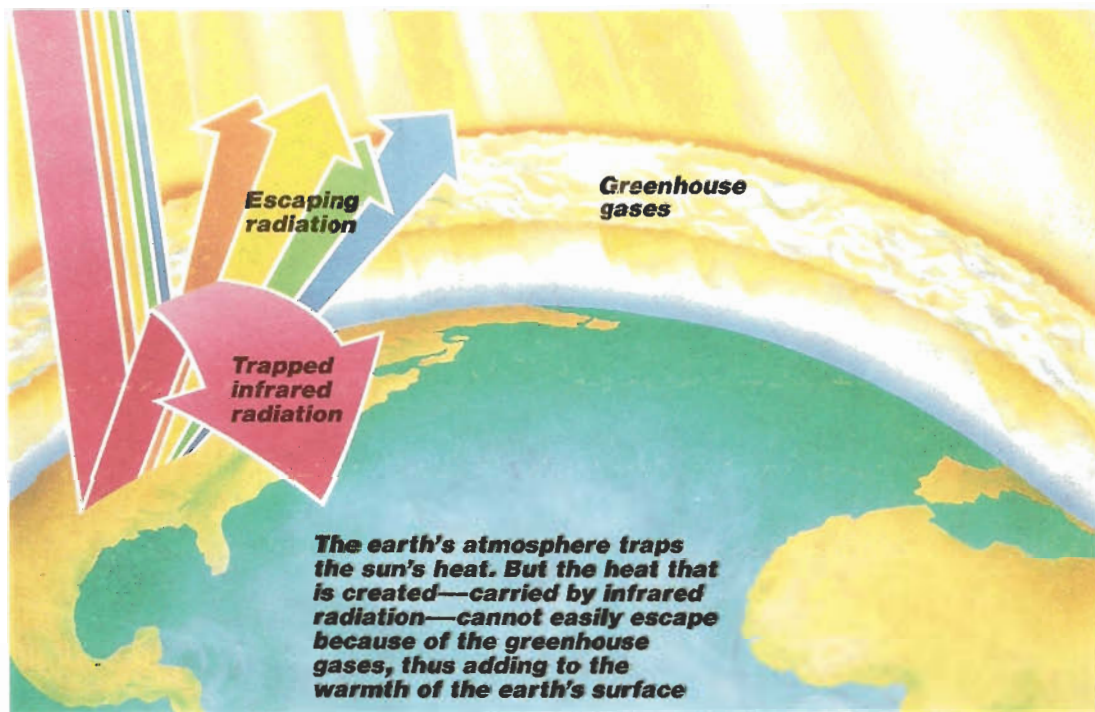 Escaping
radiation
Greenhouse
gases
Trapped
infrared
radiation
The earth's atmosphere traps
the sun's heat. But the heat that
is created—carried by infrared
radiation—cannot easily escape
because of the greenhouse
gases, thus adding to the
warmth of the earth's surface